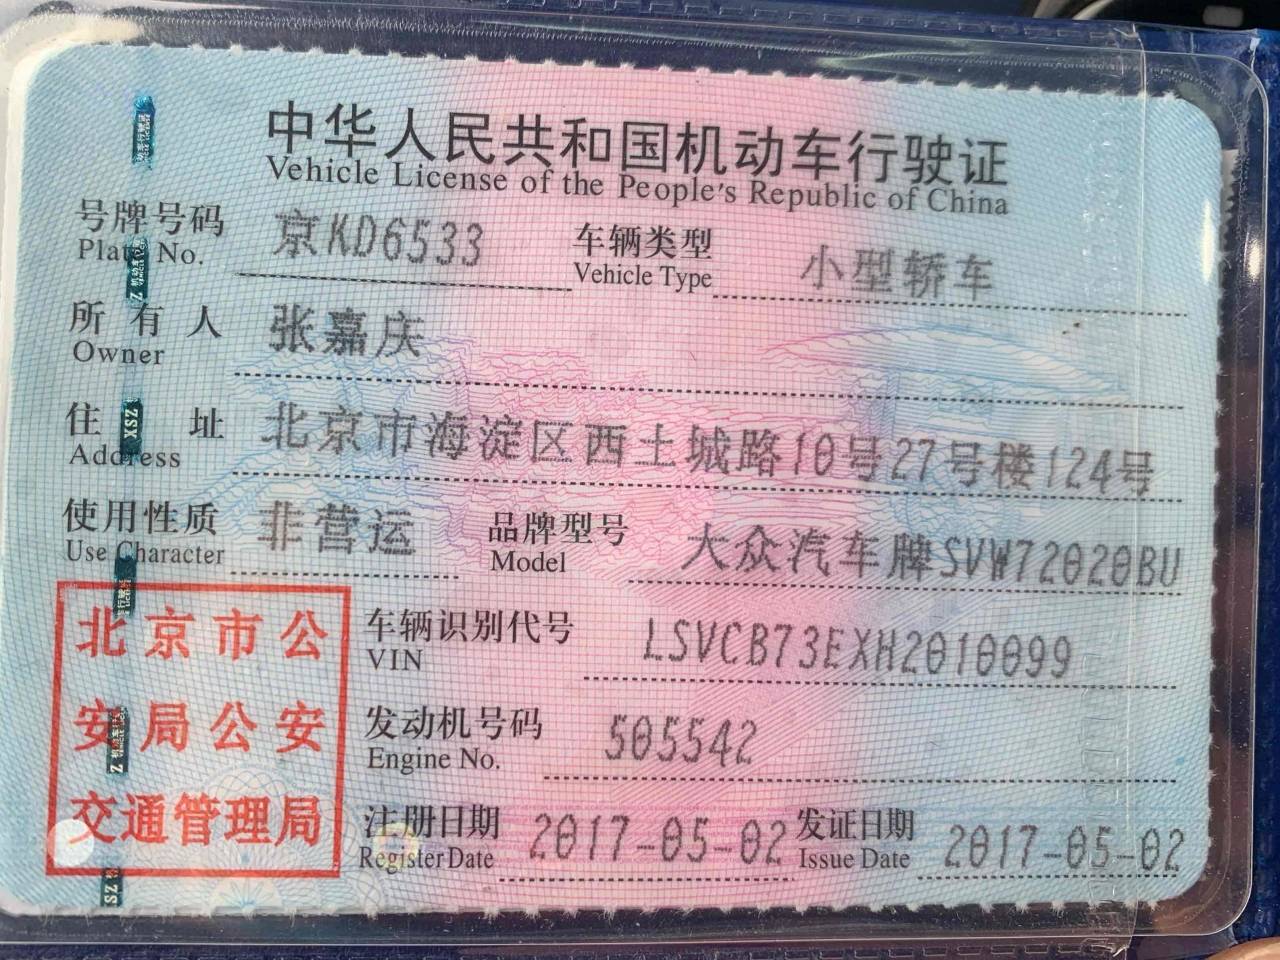 中华人民共和国机动车行驶证
Vehicle License of the People's Republic of China
号牌号码 京KD6533 车辆类型 小型轿车
Plate No. Vehicle Type
所有人 张嘉庆
Owner
住址 北京市海淀区西土城路10号27号楼124号
Address
使用性质 非营运 品牌型号 大众汽车牌SVW72020BU
Use Character Model
北京市公
安局公安
交通管理局
车辆识别代号 LSVCB73EXH2010099
VIN
发动机号码 505542
Engine No.
注册日期 2017-05-02 发证日期 2017-05-02
Register Date Issue Date
XSZ